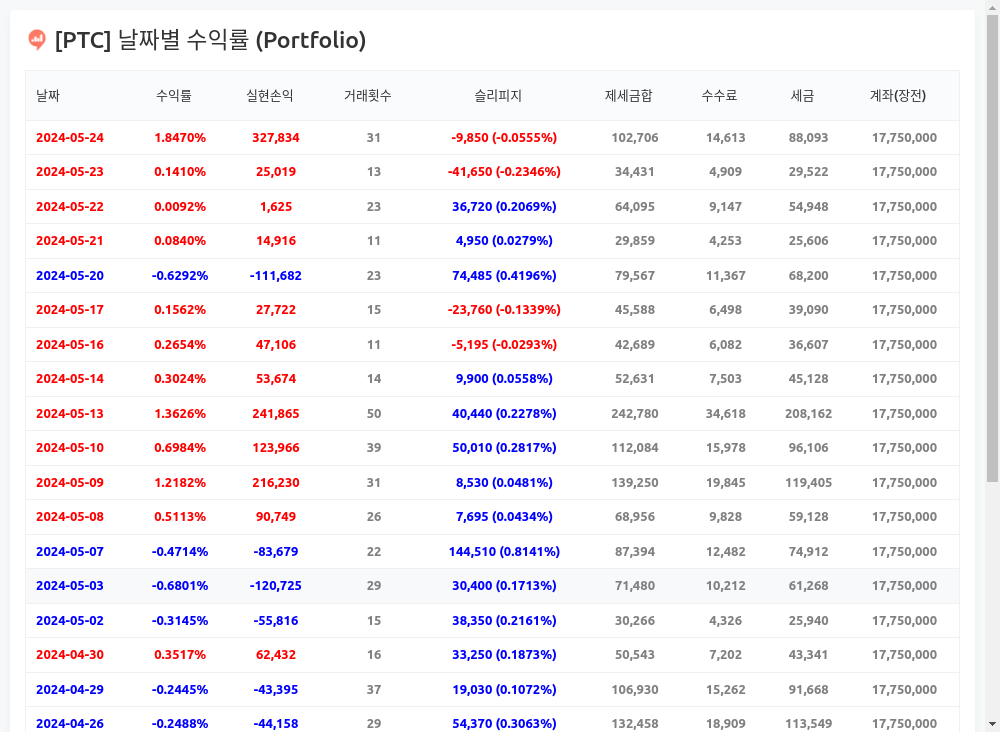 [PTC] 날짜별 수익률 (Portfolio)
날짜 수익률 실현손익 거래횟수 슬리피지 제세금합 수수료 세금 계좌(장전)
2024-05-24 1.8470% 327,834 31 -9,850 (-0.0555%) 102,706 14,613 88,093 17,750,000
2024-05-23 0.1410% 25,019 13 -41,650 (-0.2346%) 34,431 4,909 29,522 17,750,000
2024-05-22 0.0092% 1,625 23 36,720 (0.2069%) 64,095 9,147 54,948 17,750,000
2024-05-21 0.0840% 14,916 11 4,950 (0.0279%) 29,859 4,253 25,606 17,750,000
2024-05-20 -0.6292% -111,682 23 74,485 (0.4196%) 79,567 11,367 68,200 17,750,000
2024-05-17 0.1562% 27,722 15 -23,760 (-0.1339%) 45,588 6,498 39,090 17,750,000
2024-05-16 0.2654% 47,106 11 -5,195 (-0.0293%) 42,689 6,082 36,607 17,750,000
2024-05-14 0.3024% 53,674 14 9,900 (0.0558%) 52,631 7,503 45,128 17,750,000
2024-05-13 1.3626% 241,865 50 40,440 (0.2278%) 242,780 34,618 208,162 17,750,000
2024-05-10 0.6984% 123,966 39 50,010 (0.2817%) 112,084 15,978 96,106 17,750,000
2024-05-09 1.2182% 216,230 31 8,530 (0.0481%) 139,250 19,845 119,405 17,750,000
2024-05-08 0.5113% 90,749 26 7,695 (0.0434%) 68,956 9,828 59,128 17,750,000
2024-05-07 -0.4714% -83,679 22 144,510 (0.8141%) 87,394 12,482 74,912 17,750,000
2024-05-03 -0.6801% -120,725 29 30,400 (0.1713%) 71,480 10,212 61,268 17,750,000
2024-05-02 -0.3145% -55,816 15 38,350 (0.2161%) 30,266 4,326 25,940 17,750,000
2024-04-30 0.3517% 62,432 16 33,250 (0.1873%) 50,543 7,202 43,341 17,750,000
2024-04-29 -0.2445% -43,395 37 19,030 (0.1072%) 106,930 15,262 91,668 17,750,000
2024-04-26 -0.2488% -44,158 29 54,370 (0.3063%) 132,458 18,909 113,549 17,750,000